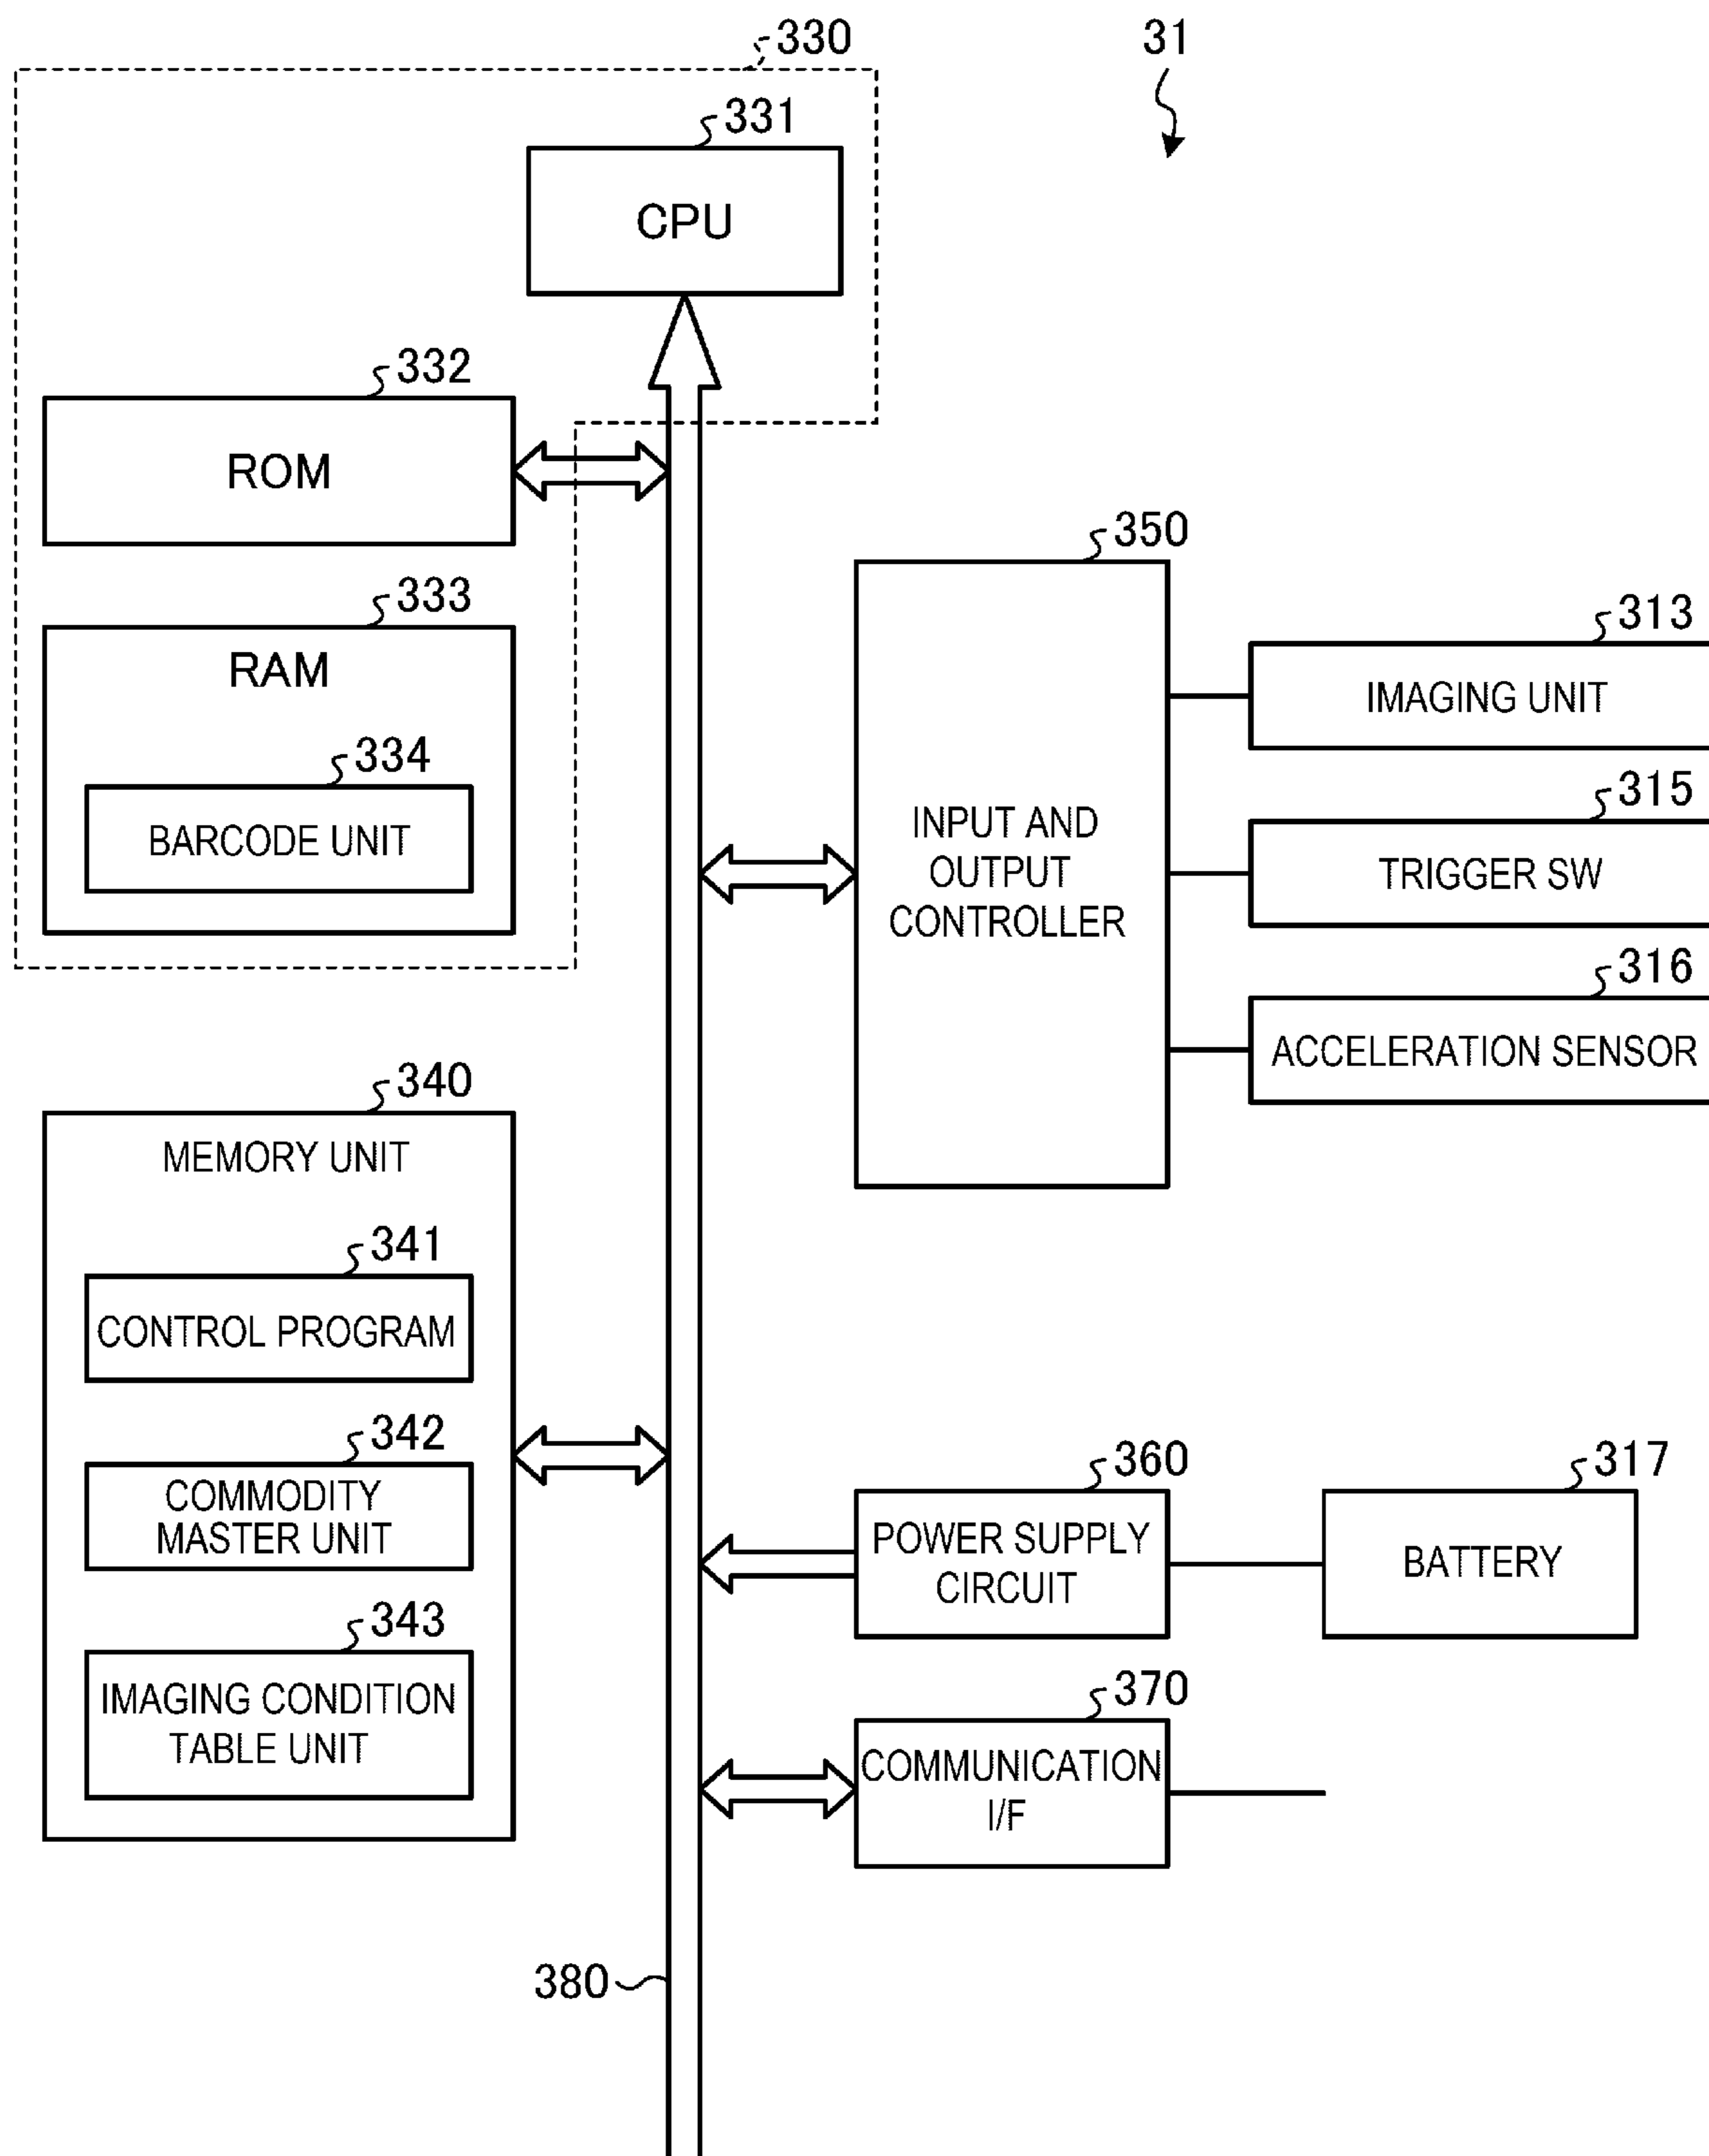 330
31
331
CPU
332
ROM
333
RAM
334
BARCODE UNIT
350
INPUT AND
OUTPUT
CONTROLLER
313
IMAGING UNIT
315
TRIGGER SW
316
ACCELERATION SENSOR
340
MEMORY UNIT
341
CONTROL PROGRAM
342
COMMODITY
MASTER UNIT
343
IMAGING CONDITION
TABLE UNIT
360
POWER SUPPLY
CIRCUIT
317
BATTERY
370
COMMUNICATION
I/F
380